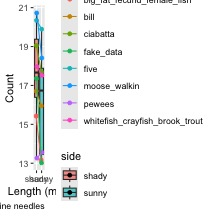 big_fat_fecund_female_fish
21
bill
ciabatta
19
fake_data
Count
five
17
moose_walkin
pewees
15
whitefish_crayfish_brook_trout
13
side
shady
sunny
Length (m
ine needles